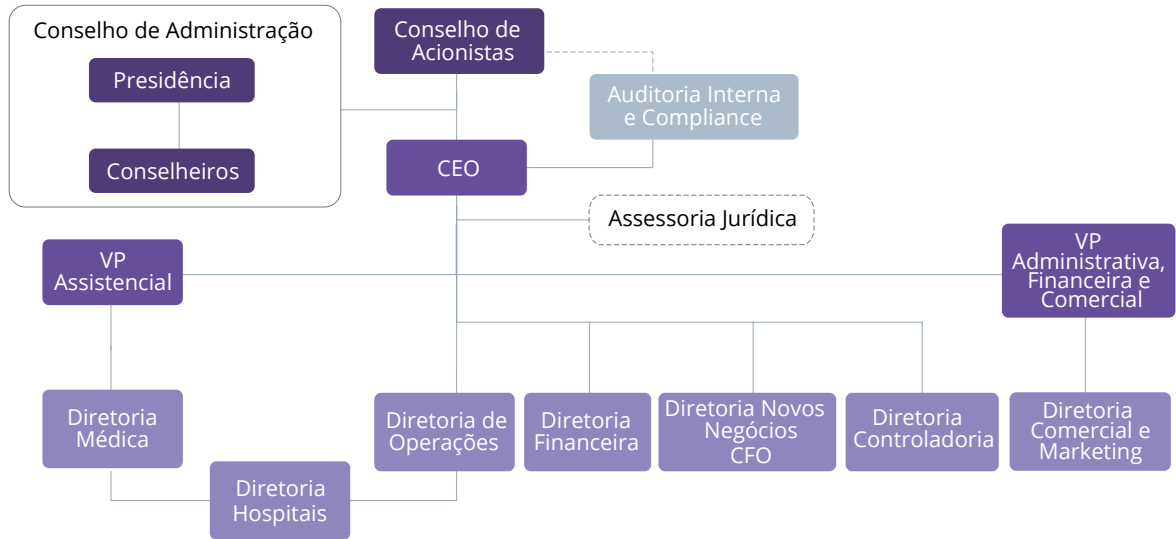 Conselho de Administração
Presidência
Conselheiros
Conselho de
Acionistas
Auditoria Interna
e Compliance
CEO
Assessoria Jurídica
VP
Assistencial
VP
Administrativa,
Financeira e
Comercial
Diretoria
Médica
Diretoria de
Operações
Diretoria
Financeira
Diretoria Novos
Negócios
CFO
Diretoria
Controladoria
Diretoria
Comercial e
Marketing
Diretoria
Hospitais